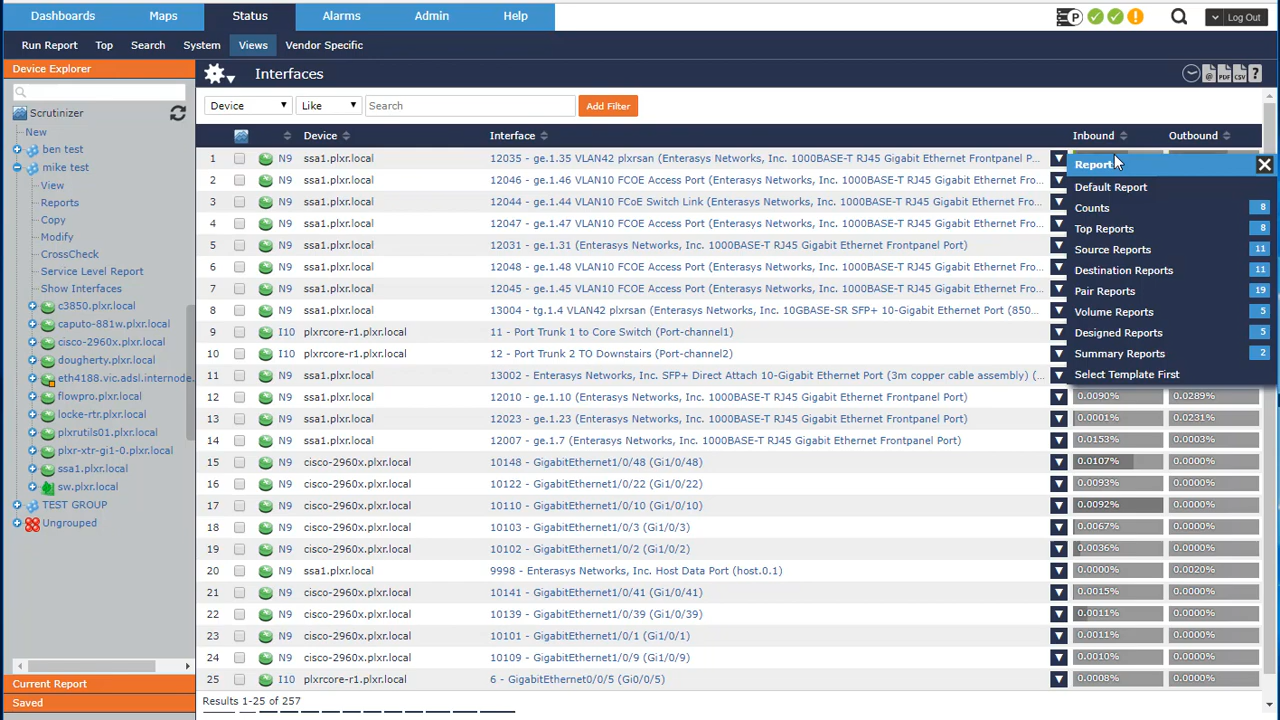 Dashboards Maps Status Alarms Admin Help P Log Out
Run Report Top Search System Views Vendor Specific
Device Explorer
Scrutinizer
New
ben test
mike test
View
Reports
Copy
Modify
CrossCheck
Service Level Report
Show Interfaces
c3850.plxr.local
caputo-881w.plxr.local
cisco-2960x.plxr.local
dougherty.plxr.local
eth4188.vic.adsl.internode.
flowpro.plxr.local
locke-rtr.plxr.local
plxrutils01.plxr.local
plxr-xtr-gi1-0.plxr.local
ssa1.plxr.local
sw.plxr.local
TEST GROUP
Ungrouped
Current Report
Saved
Interfaces @ PDF CSV ?
Device Like Search Add Filter
Device Interface Inbound Outbound
1 N9 ssa1.plxr.local 12035 - ge.1.35 VLAN42 plxrsan (Enterasys Networks, Inc. 1000BASE-T RJ45 Gigabit Ethernet Frontpanel P...
2 N9 ssa1.plxr.local 12046 - ge.1.46 VLAN10 FCOE Access Port (Enterasys Networks, Inc. 1000BASE-T RJ45 Gigabit Ethernet Fro...
3 N9 ssa1.plxr.local 12044 - ge.1.44 VLAN10 FCoE Switch Link (Enterasys Networks, Inc. 1000BASE-T RJ45 Gigabit Ethernet Fro...
4 N9 ssa1.plxr.local 12047 - ge.1.47 VLAN10 FCOE Access Port (Enterasys Networks, Inc. 1000BASE-T RJ45 Gigabit Ethernet Fro...
5 N9 ssa1.plxr.local 12031 - ge.1.31 (Enterasys Networks, Inc. 1000BASE-T RJ45 Gigabit Ethernet Frontpanel Port)
6 N9 ssa1.plxr.local 12048 - ge.1.48 VLAN10 FCOE Access Port (Enterasys Networks, Inc. 1000BASE-T RJ45 Gigabit Ethernet Fro...
7 N9 ssa1.plxr.local 12045 - ge.1.45 VLAN10 FCOE Access Port (Enterasys Networks, Inc. 1000BASE-T RJ45 Gigabit Ethernet Fro...
8 N9 ssa1.plxr.local 13004 - tg.1.4 VLAN42 plxrsan (Enterasys Networks, Inc. 10GBASE-SR SFP+ 10-Gigabit Ethernet Port (850...
9 I10 plxrcore-r1.plxr.local 11 - Port Trunk 1 to Core Switch (Port-channel1)
10 I10 plxrcore-r1.plxr.local 12 - Port Trunk 2 TO Downstairs (Port-channel2)
11 N9 ssa1.plxr.local 13002 - Enterasys Networks, Inc. SFP+ Direct Attach 10-Gigabit Port (3m copper cable assembly) (...
12 N9 ssa1.plxr.local 12010 - ge.1.10 (Enterasys Networks, Inc. 1000BASE-T RJ45 Gigabit Ethernet Frontpanel Port) 0.0090% 0.0289%
13 N9 ssa1.plxr.local 12023 - ge.1.23 (Enterasys Networks, Inc. 1000BASE-T RJ45 Gigabit Ethernet Frontpanel Port) 0.0001% 0.0231%
14 N9 ssa1.plxr.local 12007 - ge.1.7 (Enterasys Networks, Inc. 1000BASE-T RJ45 Gigabit Ethernet Frontpanel Port) 0.0153% 0.0003%
15 N9 cisco-2960x.plxr.local 10148 - GigabitEthernet1/0/48 (Gi1/0/48) 0.0107% 0.0000%
16 N9 cisco-2960x.plxr.local 10122 - GigabitEthernet1/0/22 (Gi1/0/22) 0.0093% 0.0000%
17 N9 cisco-2960x.plxr.local 10110 - GigabitEthernet1/0/10 (Gi1/0/10) 0.0092% 0.0000%
18 N9 cisco-2960x.plxr.local 10103 - GigabitEthernet1/0/3 (Gi1/0/3) 0.0067% 0.0000%
19 N9 cisco-2960x.plxr.local 10102 - GigabitEthernet1/0/2 (Gi1/0/2) 0.0036% 0.0000%
20 N9 ssa1.plxr.local 9998 - Enterasys Networks, Inc. Host Data Port (host.0.1) 0.0000% 0.0020%
21 N9 cisco-2960x.plxr.local 10141 - GigabitEthernet1/0/41 (Gi1/0/41) 0.0015% 0.0000%
22 N9 cisco-2960x.plxr.local 10139 - GigabitEthernet1/0/39 (Gi1/0/39) 0.0011% 0.0000%
23 N9 cisco-2960x.plxr.local 10101 - GigabitEthernet1/0/1 (Gi1/0/1) 0.0011% 0.0000%
24 N9 cisco-2960x.plxr.local 10109 - GigabitEthernet1/0/9 (Gi1/0/9) 0.0010% 0.0000%
25 I10 plxrcore-r1.plxr.local 6 - GigabitEthernet0/0/5 (Gi0/0/5) 0.0008% 0.0000%
Results 1-25 of 257
Report
Default Report
Counts 8
Top Reports 8
Source Reports 11
Destination Reports 11
Pair Reports 19
Volume Reports 5
Designed Reports 5
Summary Reports 2
Select Template First